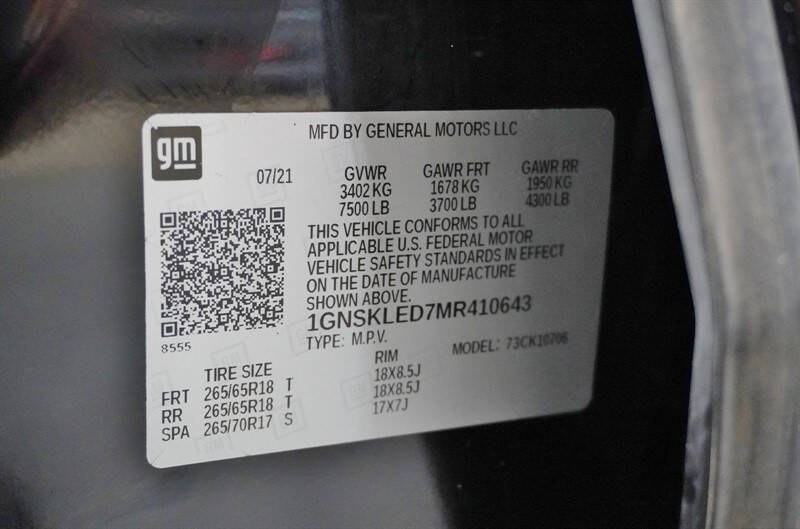 gm
MFD BY GENERAL MOTORS LLC
07/21 GVWR GAWR FRT GAWR RR
3402 KG 1678 KG 1950 KG
7500 LB 3700 LB 4300 LB
THIS VEHICLE CONFORMS TO ALL
APPLICABLE U.S. FEDERAL MOTOR
VEHICLE SAFETY STANDARDS IN EFFECT
ON THE DATE OF MANUFACTURE
SHOWN ABOVE.
1GNSKLED7MR410643
8555
TYPE: M.P.V. MODEL: 73CK10706
TIRE SIZE RIM
FRT 265/65R18 T 18X8.5J
RR 265/65R18 T 18X8.5J
SPA 265/70R17 S 17X7J